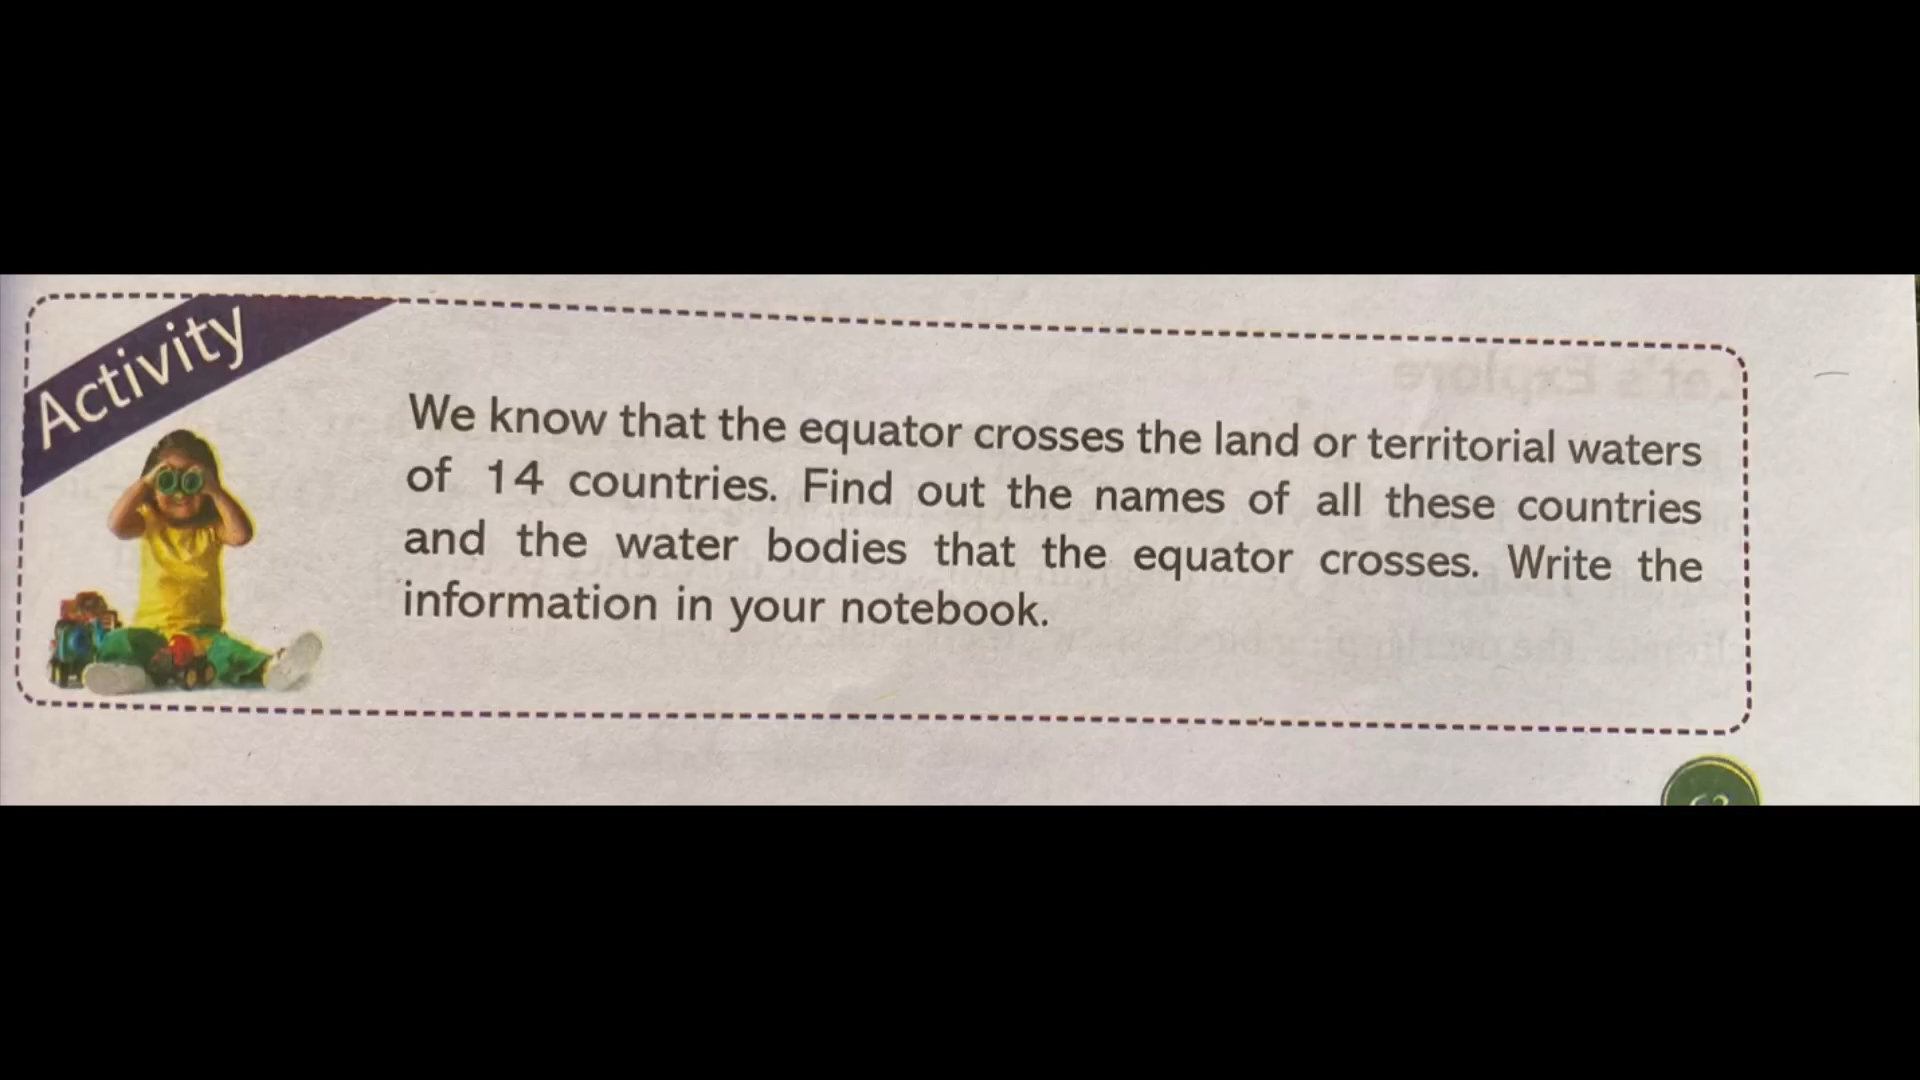 Activity
We know that the equator crosses the land or territorial waters
of 14 countries. Find out the names of all these countries
and the water bodies that the equator crosses. Write the
information in your notebook.